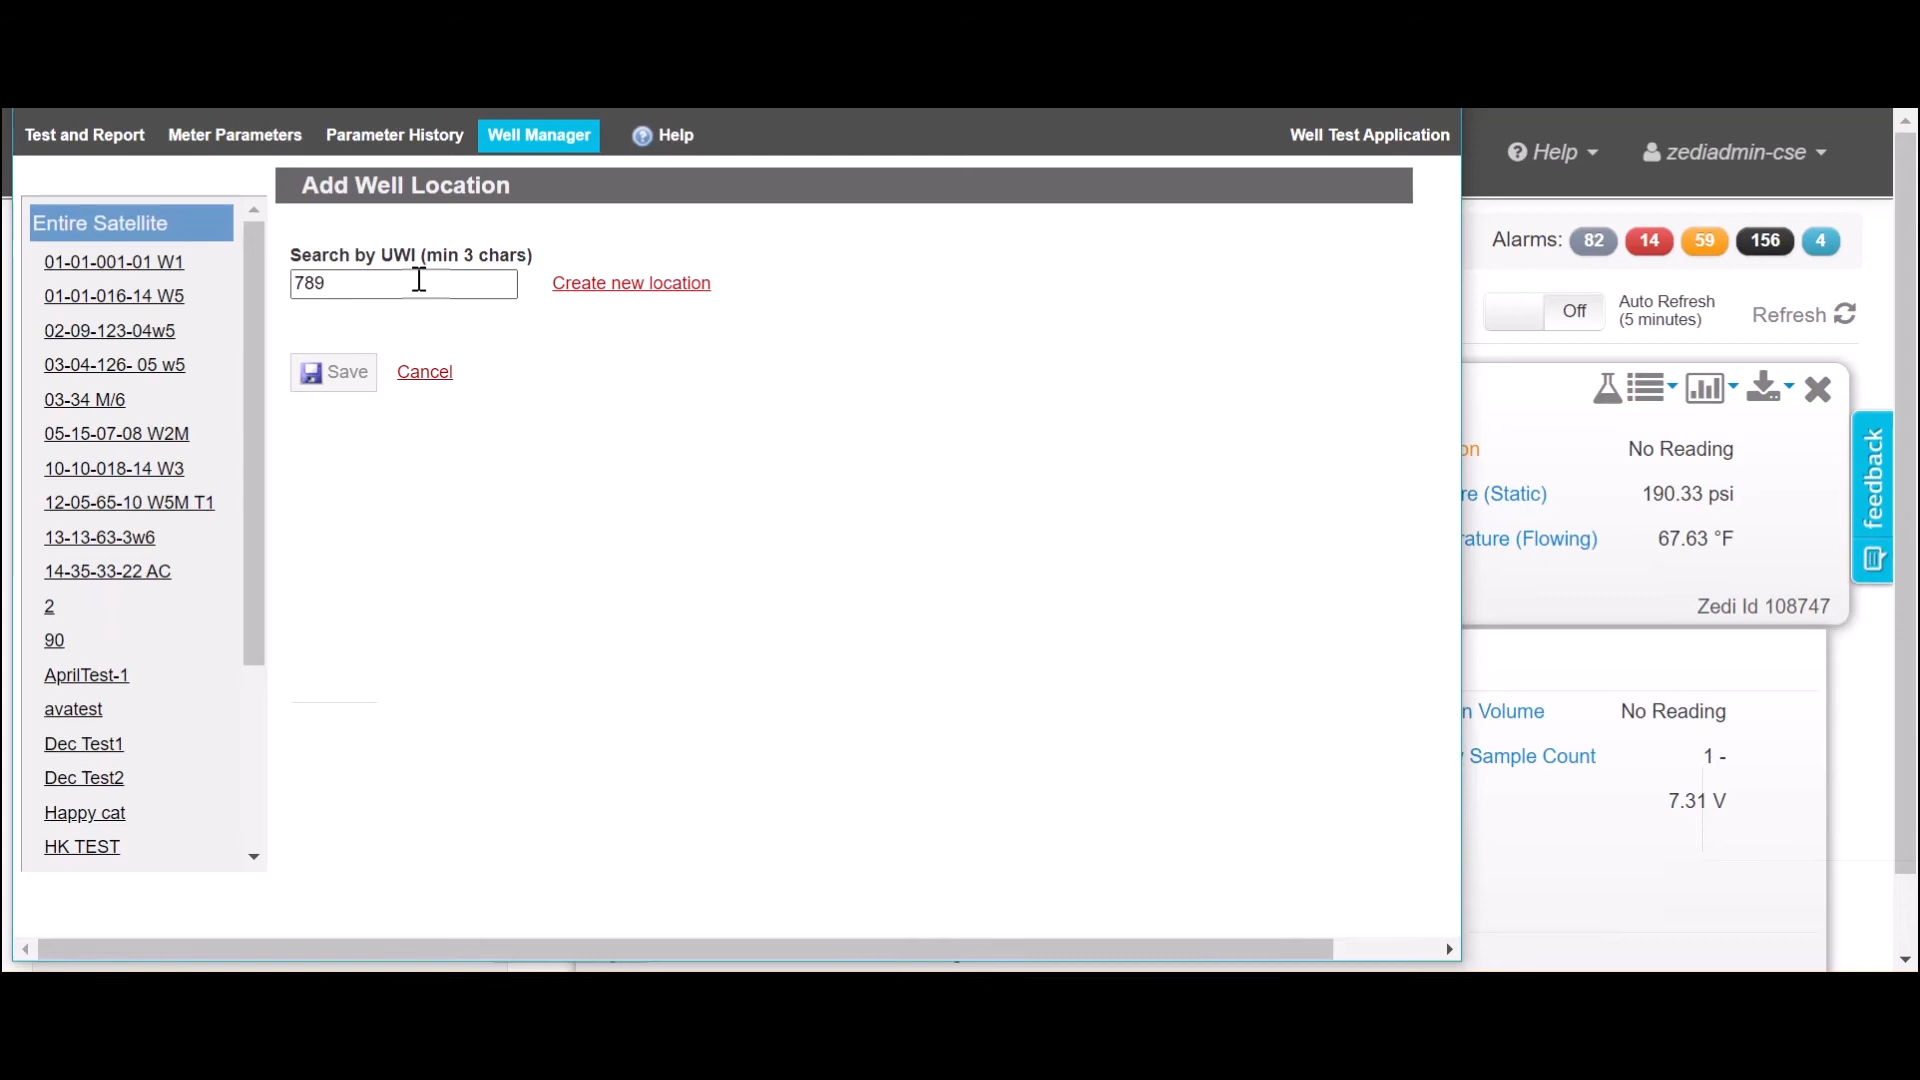 Test and Report Meter Parameters Parameter History Well Manager Help Well Test Application
Help zediadmin-cse
Add Well Location
Entire Satellite
01-01-001-01 W1
01-01-016-14 W5
02-09-123-04w5
03-04-126- 05 w5
03-34 M/6
05-15-07-08 W2M
10-10-018-14 W3
12-05-65-10 W5M T1
13-13-63-3w6
14-35-33-22 AC
2
90
AprilTest-1
avatest
Dec Test1
Dec Test2
Happy cat
HK TEST
Search by UWI (min 3 chars)
789 Create new location
Save Cancel
Alarms: 82 14 59 156 4
Off Auto Refresh
(5 minutes) Refresh
on No Reading
re (Static) 190.33 psi
rature (Flowing) 67.63 °F
Zedi Id 108747
feedback
n Volume No Reading
Sample Count 1 -
7.31 V